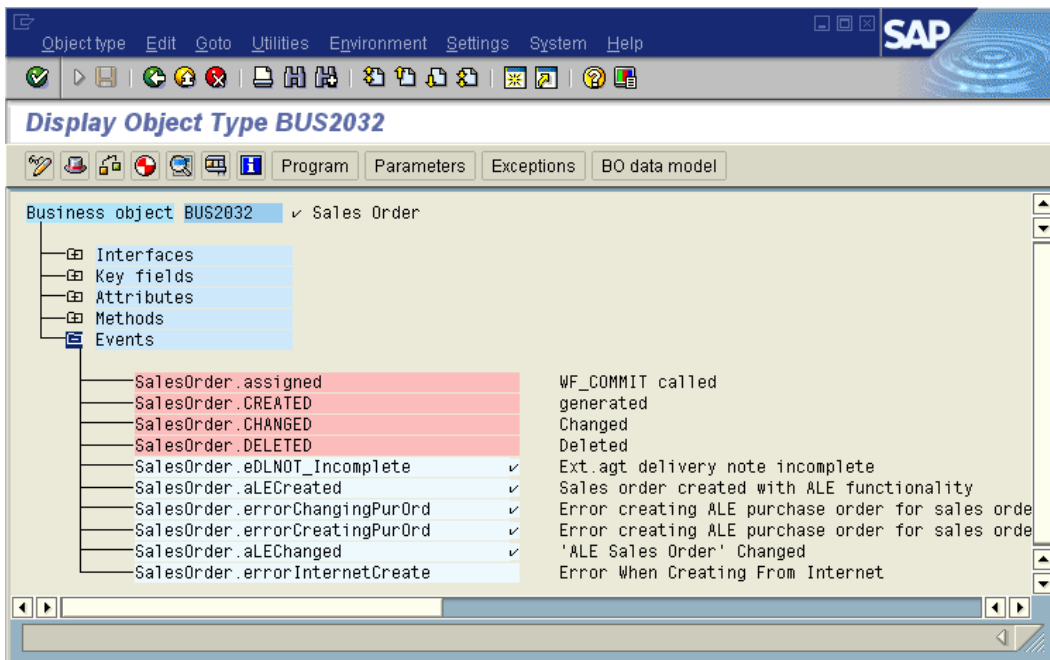 Object type Edit Goto Utilities Environment Settings System Help
SAP
Display Object Type BUS2032
Program Parameters Exceptions BO data model
Business object BUS2032 ✓ Sales Order
Interfaces
Key fields
Attributes
Methods
Events
SalesOrder.assigned WF_COMMIT called
SalesOrder.CREATED generated
SalesOrder.CHANGED Changed
SalesOrder.DELETED Deleted
SalesOrder.eDLNOT_Incomplete ✓ Ext.agt delivery note incomplete
SalesOrder.aLECreated ✓ Sales order created with ALE functionality
SalesOrder.errorChangingPurOrd ✓ Error creating ALE purchase order for sales orde
SalesOrder.errorCreatingPurOrd ✓ Error creating ALE purchase order for sales orde
SalesOrder.aLEChanged ✓ 'ALE Sales Order' Changed
SalesOrder.errorInternetCreate Error When Creating From Internet